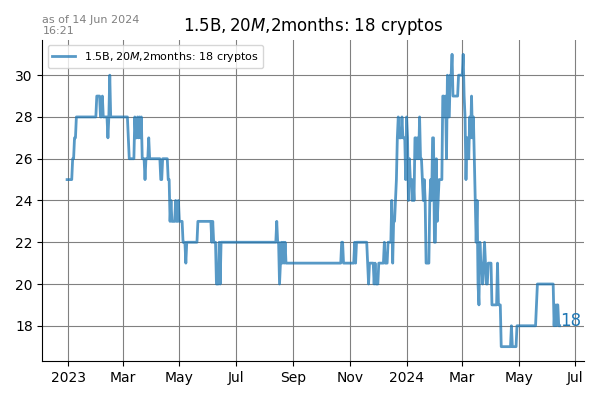 as of 14 Jun 2024
16:21
1.5B, 20M,2months: 18 cryptos
1.5B, 20M,2months: 18 cryptos
30
28
26
24
22
20
18
18
2023 Mar May Jul Sep Nov 2024 Mar May Jul